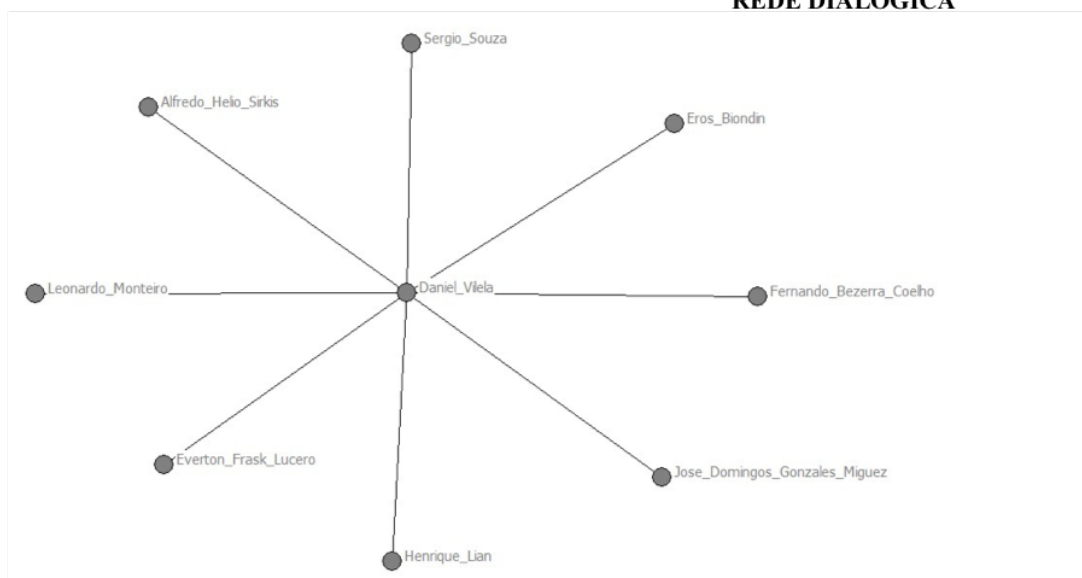 REDE DIALÓGICA
Sergio_Souza
Alfredo_Helio_Sirkis
Eros_Biondin
Leonardo_Monteiro
Daniel_Vilela
Fernando_Bezerra_Coelho
Everton_Frask_Lucero
Jose_Domingos_Gonzales_Miguez
Henrique_Lian